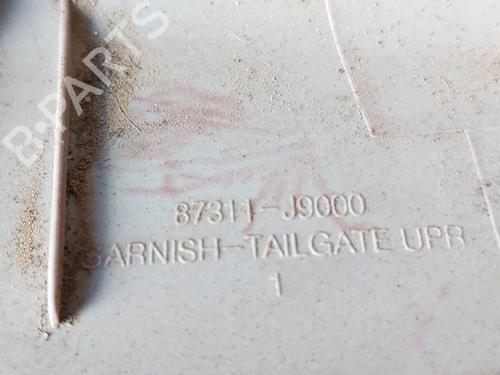 B-PARTS
87311-J9000
GARNISH-TAILGATE UPR
1